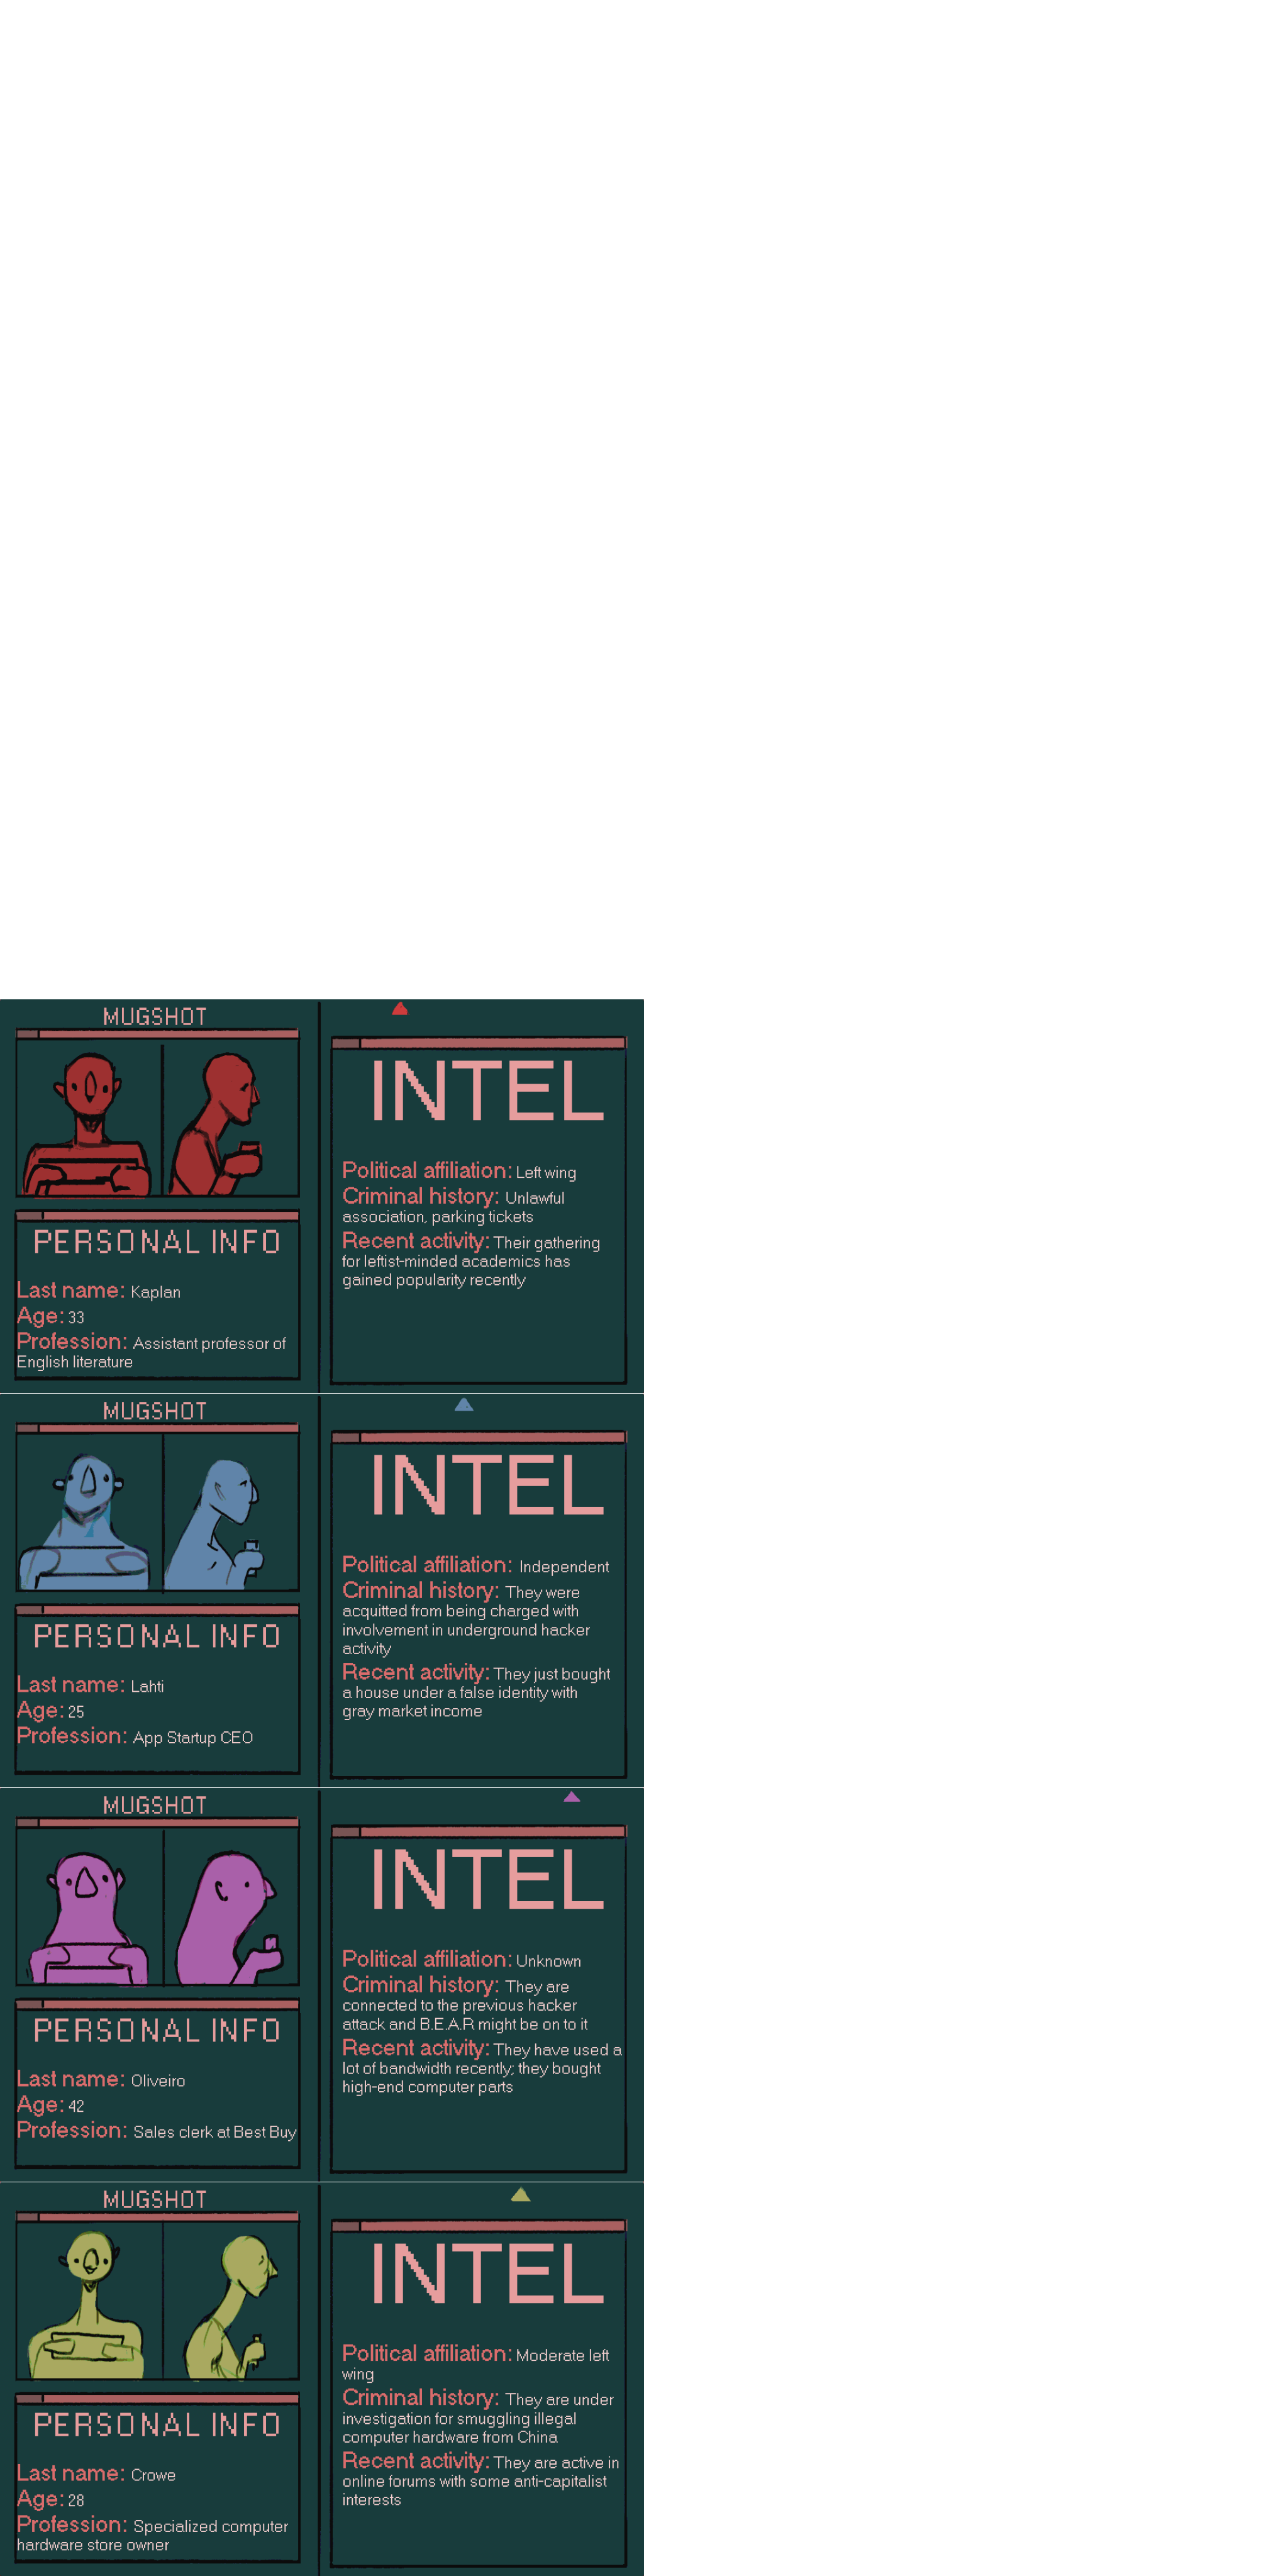 MUGSHOT
PERSONAL INFO
Last name: Kaplan
Age: 33
Profession: Assistant professor of
English literature
INTEL
Political affiliation: Left wing
Criminal history: Unlawful
association, parking tickets
Recent activity: Their gathering
for leftist-minded academics has
gained popularity recently
MUGSHOT
PERSONAL INFO
Last name: Lahti
Age: 25
Profession: App Startup CEO
INTEL
Political affiliation: Independent
Criminal history: They were
acquitted from being charged with
involvement in underground hacker
activity
Recent activity: They just bought
a house under a false identity with
gray market income
MUGSHOT
PERSONAL INFO
Last name: Oliveiro
Age: 42
Profession: Sales clerk at Best Buy
INTEL
Political affiliation: Unknown
Criminal history: They are
connected to the previous hacker
attack and B.E.A.R might be on to it
Recent activity: They have used a
lot of bandwidth recently; they bought
high-end computer parts
MUGSHOT
PERSONAL INFO
Last name: Crowe
Age: 28
Profession: Specialized computer
hardware store owner
INTEL
Political affiliation: Moderate left
wing
Criminal history: They are under
investigation for smuggling illegal
computer hardware from China
Recent activity: They are active in
online forums with some anti-capitalist
interests